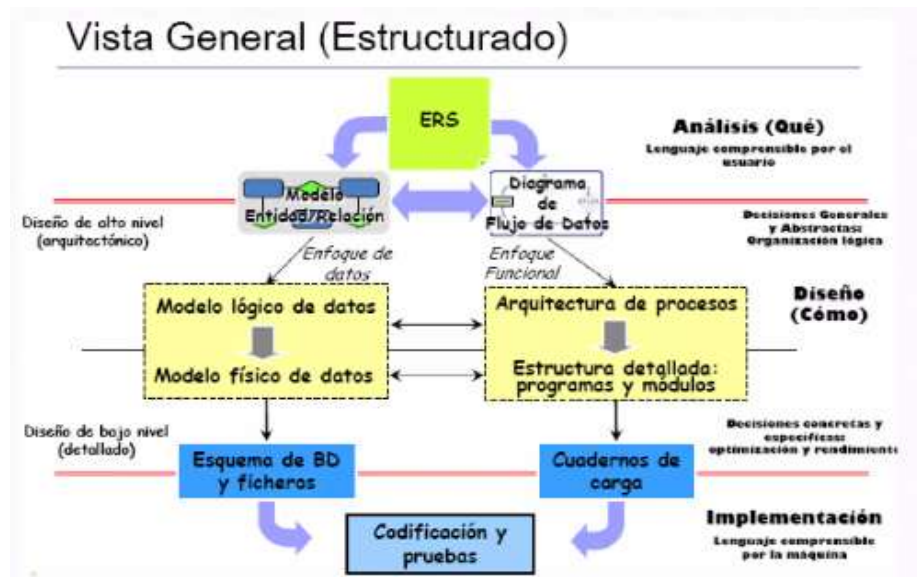 Vista General (Estructurado)
ERS
Análisis (Qué)
Lenguaje comprensible por el
usuario
Modelo
Entidad/Relación
Diagrama
de
Flujo de Datos
Diseño de alto nivel
(arquitectónico)
Decisiones Generales
y Abstractas:
Organización lógica
Enfoque de
datos
Enfoque
Funcional
Modelo lógico de datos
Arquitectura de procesos
Diseño
(Cómo)
Modelo físico de datos
Estructura detallada:
programas y módulos
Diseño de bajo nivel
(detallado)
Decisiones concretas y
específicas:
optimización y rendimiento
Esquema de BD
y ficheros
Cuadernos de
carga
Codificación y
pruebas
Implementación
Lenguaje comprensible
por la máquina